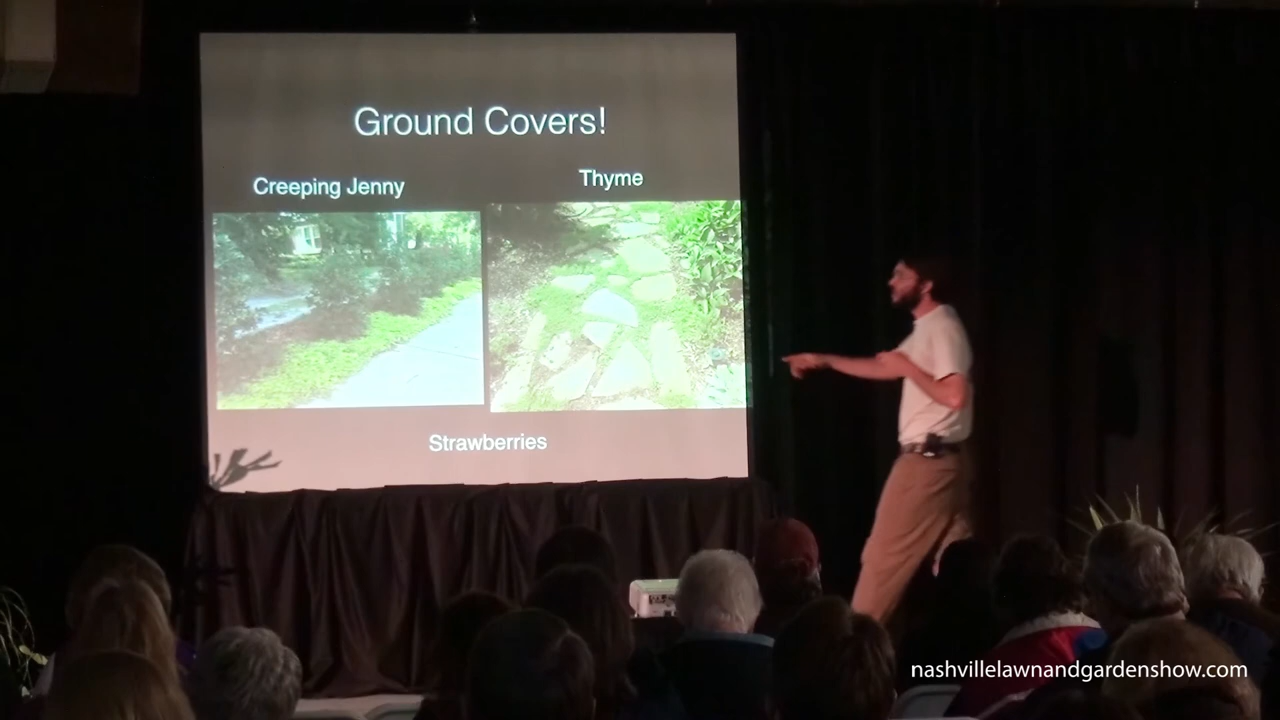 Ground Covers!
Creeping Jenny
Thyme
Strawberries
nashvillelawnandgardenshow.com